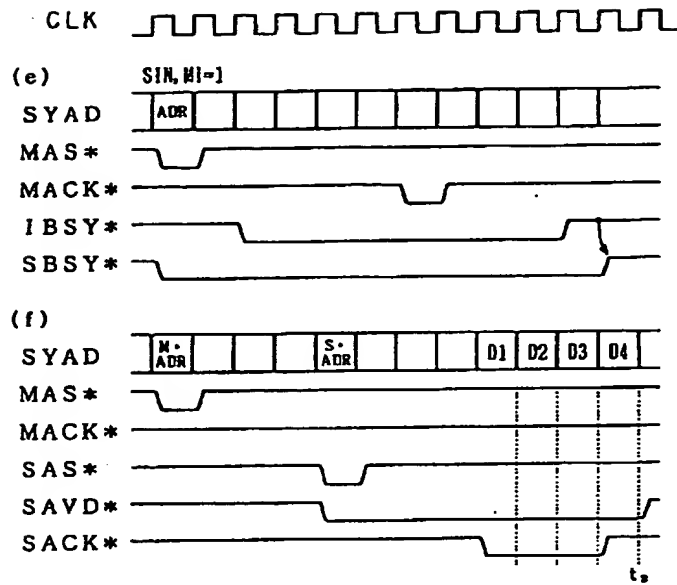 CLK
(e) SIN, MI=1
SYAD ADR
MAS*
MACK*
IBSY*
SBSY*
(f)
SYAD M· ADR S· ADR D1 D2 D3 D4
MAS*
MACK*
SAS*
SAVD*
SACK*